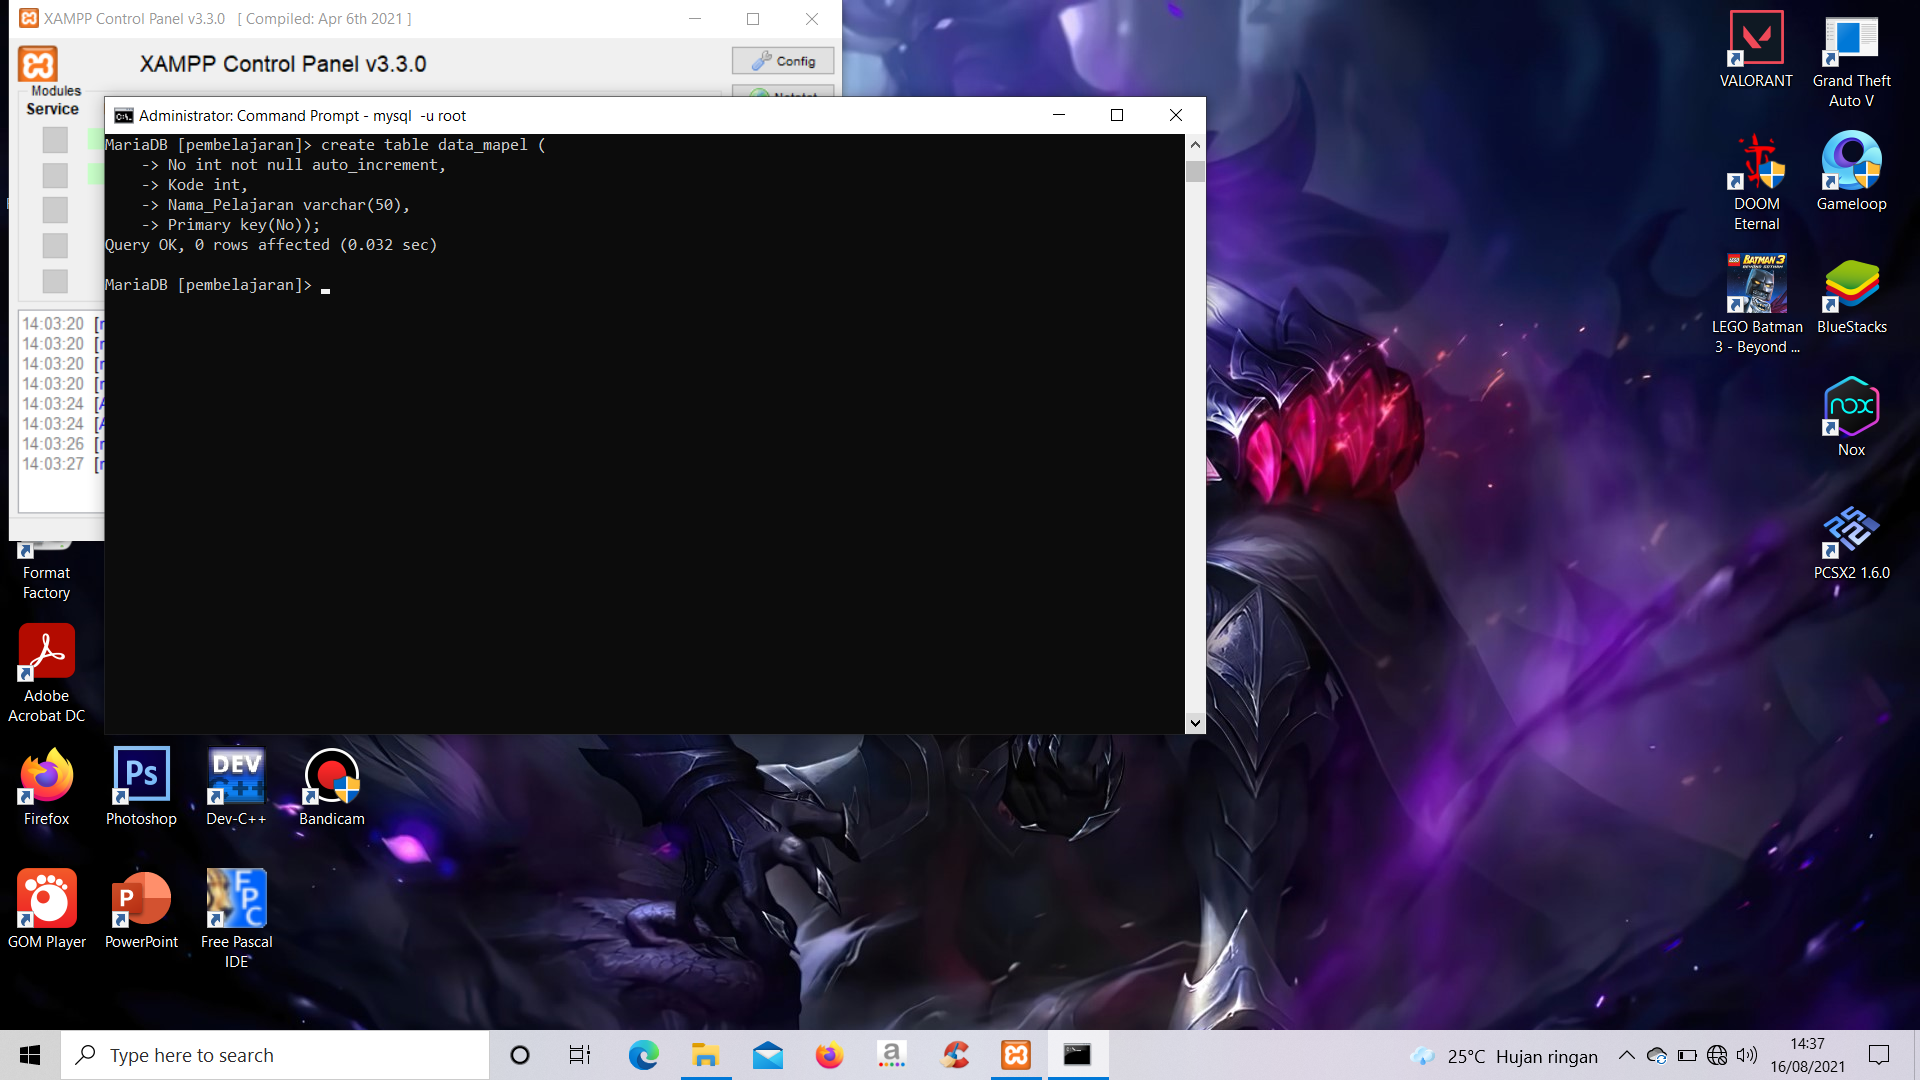 XAMPP Control Panel v3.3.0 [ Compiled: Apr 6th 2021 ]
XAMPP Control Panel v3.3.0
Config
Modules
Service
Netstat
Administrator: Command Prompt - mysql -u root
MariaDB [pembelajaran]> create table data_mapel (
-> No int not null auto_increment,
-> Kode int,
-> Nama_Pelajaran varchar(50),
-> Primary key(No));
Query OK, 0 rows affected (0.032 sec)
MariaDB [pembelajaran]>
14:03:20
14:03:20
14:03:20
14:03:20
14:03:24
14:03:24
14:03:26
14:03:27
VALORANT
Grand Theft
Auto V
DOOM
Eternal
Gameloop
LEGO Batman
3 - Beyond ...
BlueStacks
Nox
PCSX2 1.6.0
Format
Factory
Adobe
Acrobat DC
Firefox
Photoshop
Dev-C++
Bandicam
GOM Player
PowerPoint
Free Pascal
IDE
Type here to search
25°C Hujan ringan
14:37
16/08/2021